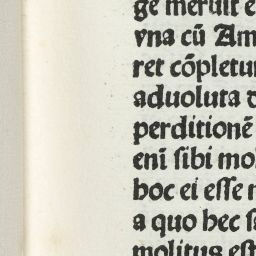 ge meruit e
vna cū Am
ret cōpletu
aduoluta
perditionē
eni ſibi mo
hoc ei eſſe
a quo hec ſa
molitus eſt